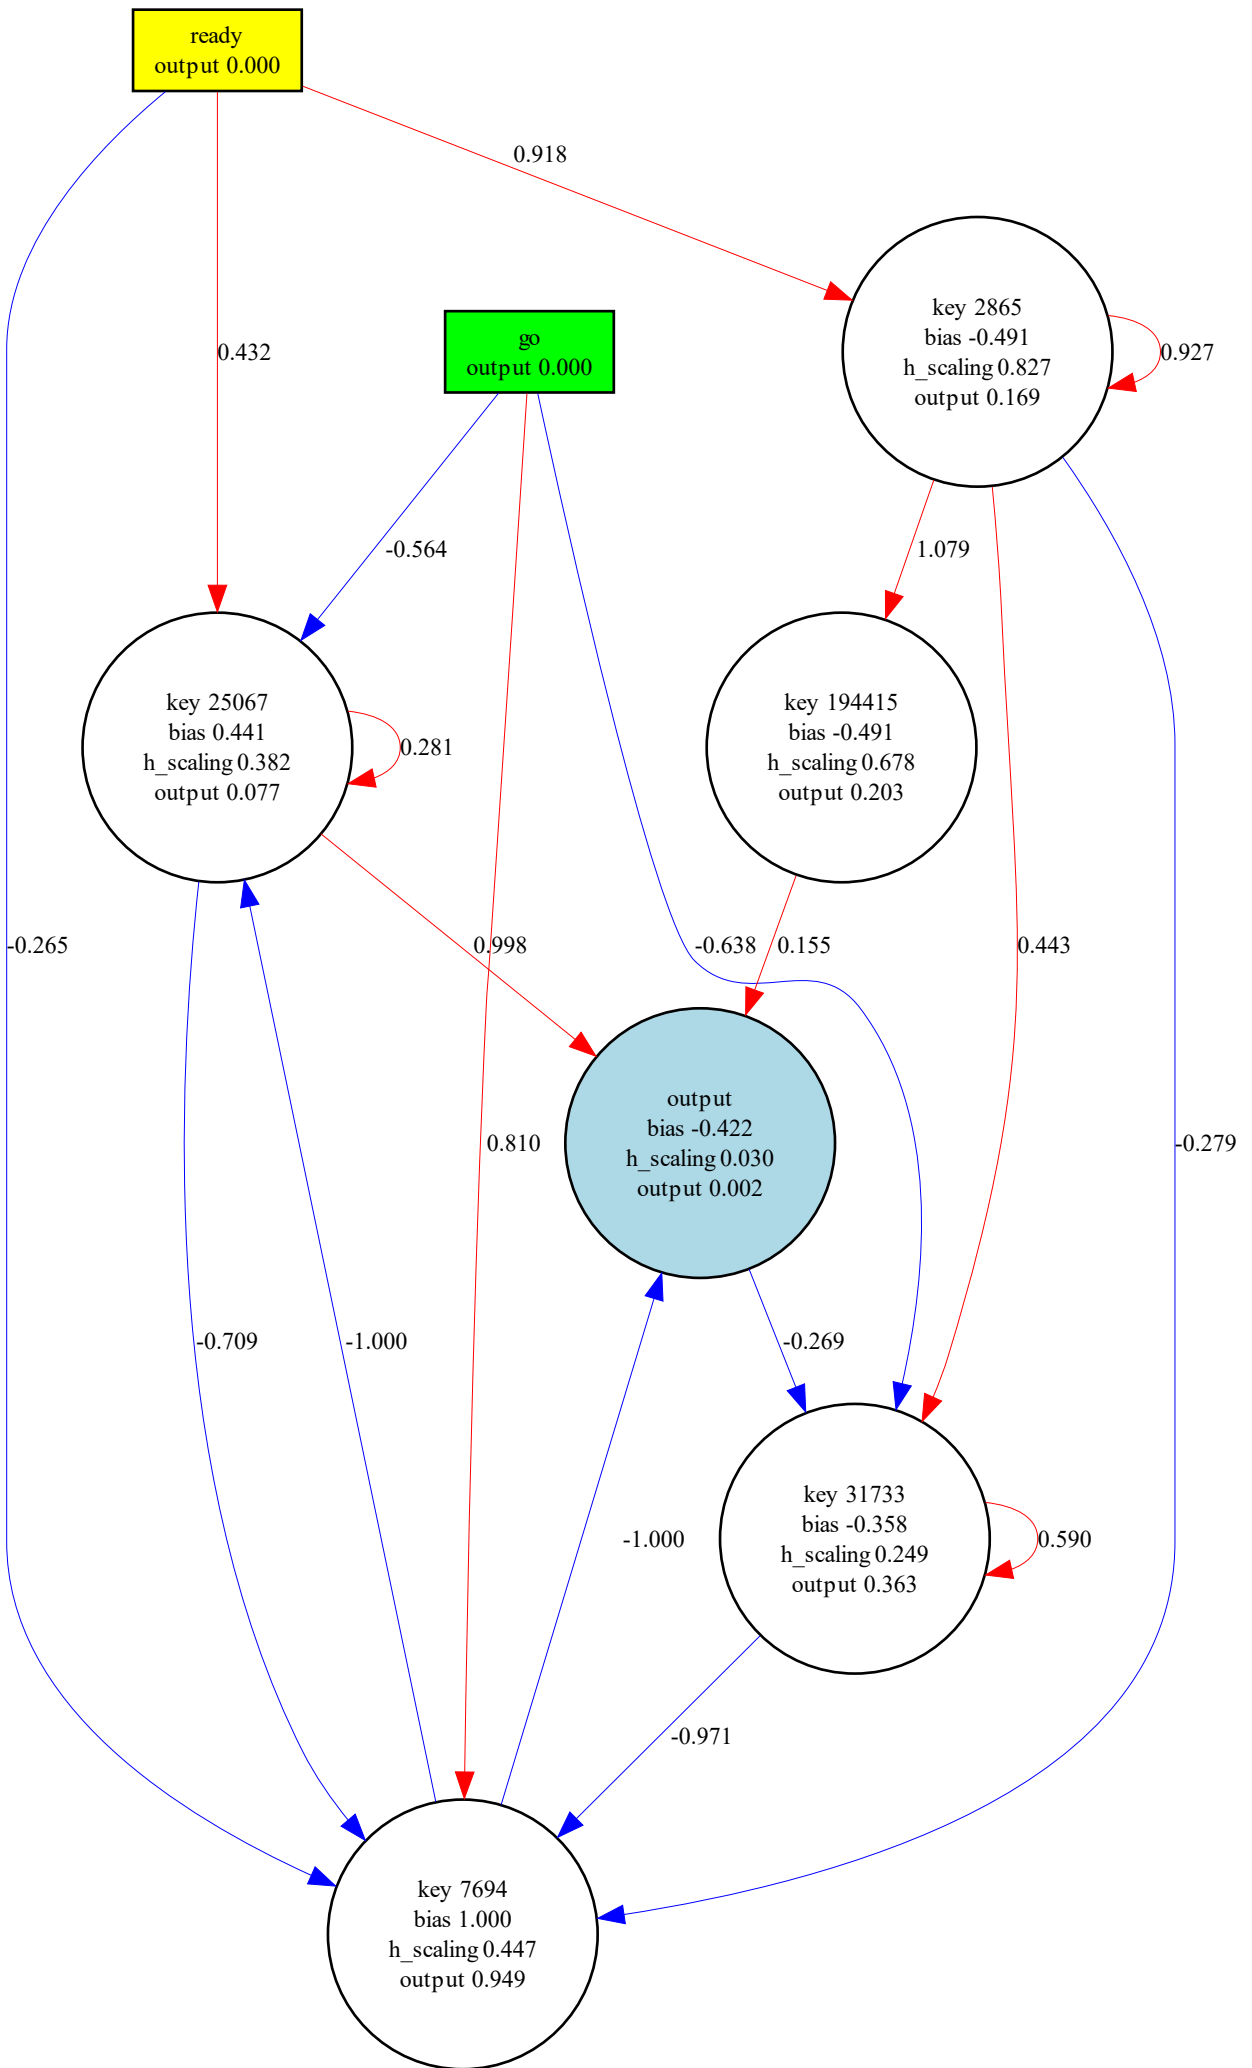 ready
output 0.000
0.918
go
output 0.000
key 2865
bias -0.491
h_scaling 0.827
output 0.169
0.432
0.927
-0.564
1.079
key 25067
bias 0.441
h_scaling 0.382
output 0.077
0.281
key 194415
bias -0.491
h_scaling 0.678
output 0.203
-0.265
0.998
-0.638
0.155
0.443
output
bias -0.422
h_scaling 0.030
output 0.002
0.810
-0.279
-0.709
-1.000
-0.269
-1.000
key 31733
bias -0.358
h_scaling 0.249
output 0.363
0.590
-0.971
key 7694
bias 1.000
h_scaling 0.447
output 0.949